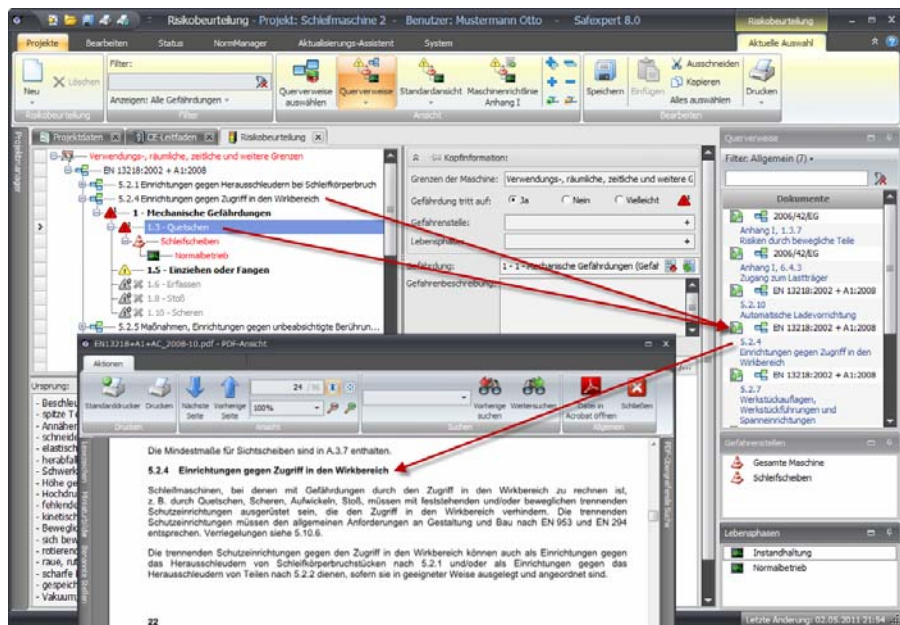 Risikobeurteilung - Projekt: Schleifmaschine 2 - Benutzer: Mustermann Otto - Safexpert 8.0
Risikobeurteilung
Projekte Bearbeiten Status NormManager Aktualisierungs-Assistent System
Aktuelle Auswahl
Neu
Löschen
Risikobeurteilung
Filter:
Anzeigen: Alle Gefährdungen
Filter
Querverweise auswählen
Querverweise
Standardansicht
Maschinenrichtlinie Anhang I
Ansicht
Speichern
Einfügen
Ausschneiden
Kopieren
Alles auswählen
Bearbeiten
Drucken
Projektmanager
Projektdaten
CE-Leitfaden
Risikobeurteilung
Verwendungs-, räumliche, zeitliche und weitere Grenzen
EN 13218:2002 + A1:2008
5.2.1 Einrichtungen gegen Herausschleudern bei Schleifkörperbruch
5.2.4 Einrichtungen gegen Zugriff in den Wirkbereich
1 - Mechanische Gefährdungen
1.3 - Quetschen
Schleifscheiben
Normalbetrieb
1.5 - Einziehen oder Fangen
1.6 - Erfassen
1.8 - Stoß
1.10 - Scheren
5.2.5 Maßnahmen, Einrichtungen gegen unbeabsichtigte Berührun...
Kopfinformation:
Grenzen der Maschine: Verwendungs-, räumliche, zeitliche und weitere G
Gefährdung tritt auf: Ja Nein Vielleicht
Gefahrenstelle:
Lebensphase:
Gefährdung: 1 - 1 - Mechanische Gefährdungen (Gefäh
Gefahrenbeschreibung:
Querverweise
Filter: Allgemein (7)
Dokumente
2006/42/EG
Anhang I, 1.3.7
Risiken durch bewegliche Teile
2006/42/EG
Anhang I, 6.4.3
Zugang zum Lastträger
EN 13218:2002 + A1:2008
5.2.10
Automatische Ladevorrichtung
EN 13218:2002 + A1:2008
5.2.4
Einrichtungen gegen Zugriff in den
Wirkbereich
EN 13218:2002 + A1:2008
5.2.7
Werkstückauflagen,
Werkstückführungen und
Spanneinrichtungen
Gefahrenstellen
Gesamte Maschine
Schleifscheiben
Lebensphasen
Instandhaltung
Normalbetrieb
Letzte Änderung: 02.05.2011 21:54
Ursprung:
- Beschleu
- spitze T
- Annäher
- schneide
- elastisch
- herabfal
- Schwerk
- Höhe ge
- Hochdru
- fehlende
- kinetisch
- Beweglic
- sich bew
- rotierend
- raue, rut
- scharfe
- gespeich
- Vakuum
EN13218+A1+AC_2008-10.pdf - PDF-Ansicht
Aktionen
Standarddrucker
Drucken
Drucken
Nächste Seite
Vorherige Seite
24
100%
Ansicht
Vorherige suchen
Weitersuchen
Suchen
Datei in Acrobat öffnen
Schließen
Allgemein
Lesezeichen
PDF-Übergreifende Suche
Die Mindestmaße für Sichtscheiben sind in A.3.7 enthalten.
5.2.4 Einrichtungen gegen Zugriff in den Wirkbereich
Schleifmaschinen, bei denen mit Gefährdungen durch den Zugriff in den Wirkbereich zu rechnen ist,
z. B. durch Quetschen, Scheren, Aufwickeln, Stoß, müssen mit feststehenden und/oder beweglichen trennenden
Schutzeinrichtungen ausgerüstet sein, die den Zugriff in den Wirkbereich verhindern. Die trennenden
Schutzeinrichtungen müssen den allgemeinen Anforderungen an Gestaltung und Bau nach EN 953 und EN 294
entsprechen. Verriegelungen siehe 5.10.6.
Die trennenden Schutzeinrichtungen gegen den Zugriff in den Wirkbereich können auch als Einrichtungen gegen
das Herausschleudern von Schleifkörperbruchstücken nach 5.2.1 und/oder als Einrichtungen gegen das
Herausschleudern von Teilen nach 5.2.2 dienen, sofern sie in geeigneter Weise ausgelegt und angeordnet sind.
22